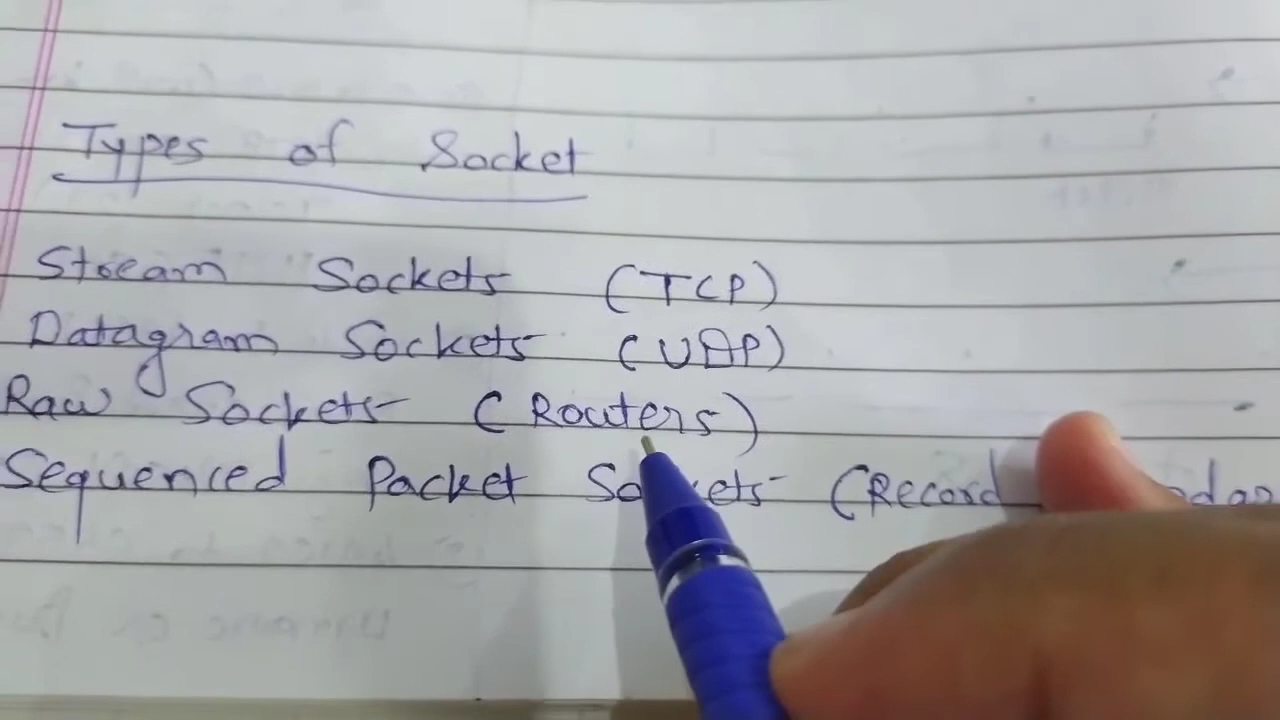 Types of Socket
Stream Sockets (TCP)
Datagram Sockets (UDP)
Raw Sockets (Routers)
Sequenced Packet Sockets (Record